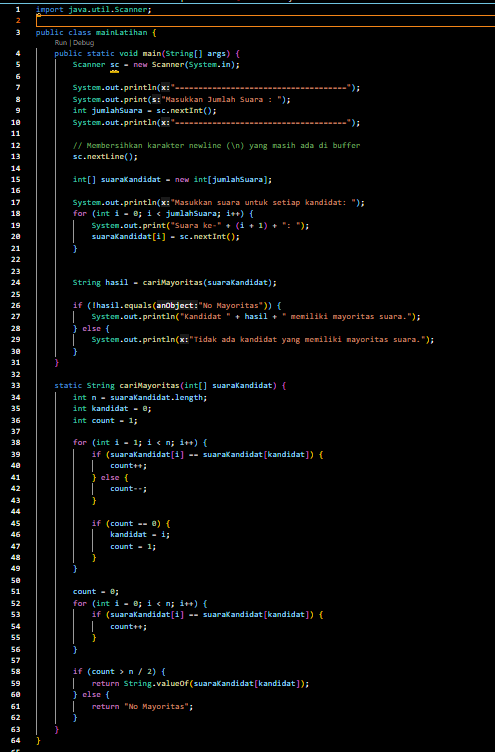 1 import java.util.Scanner;
2
3 public class mainLatihan {
Run | Debug
4 public static void main(String[] args) {
5 Scanner sc = new Scanner(System.in);
6
7 System.out.println(x:"-------------------------------------");
8 System.out.print(s:"Masukkan Jumlah Suara : ");
9 int jumlahSuara = sc.nextInt();
10 System.out.println(x:"-------------------------------------");
11
12 // Membersihkan karakter newline (\n) yang masih ada di buffer
13 sc.nextLine();
14
15 int[] suaraKandidat = new int[jumlahSuara];
16
17 System.out.println(x:"Masukkan suara untuk setiap kandidat: ");
18 for (int i = 0; i < jumlahSuara; i++) {
19 System.out.print("Suara ke-" + (i + 1) + ": ");
20 suaraKandidat[i] = sc.nextInt();
21 }
22
23
24 String hasil = cariMayoritas(suaraKandidat);
25
26 if (!hasil.equals(anObject:"No Mayoritas")) {
27 System.out.println("Kandidat " + hasil + " memiliki mayoritas suara.");
28 } else {
29 System.out.println(x:"Tidak ada kandidat yang memiliki mayoritas suara.");
30 }
31 }
32
33 static String cariMayoritas(int[] suaraKandidat) {
34 int n = suaraKandidat.length;
35 int kandidat = 0;
36 int count = 1;
37
38 for (int i = 1; i < n; i++) {
39 if (suaraKandidat[i] == suaraKandidat[kandidat]) {
40 count++;
41 } else {
42 count--;
43 }
44
45 if (count == 0) {
46 kandidat = i;
47 count = 1;
48 }
49 }
50
51 count = 0;
52 for (int i = 0; i < n; i++) {
53 if (suaraKandidat[i] == suaraKandidat[kandidat]) {
54 count++;
55 }
56 }
57
58 if (count > n / 2) {
59 return String.valueOf(suaraKandidat[kandidat]);
60 } else {
61 return "No Mayoritas";
62 }
63 }
64 }